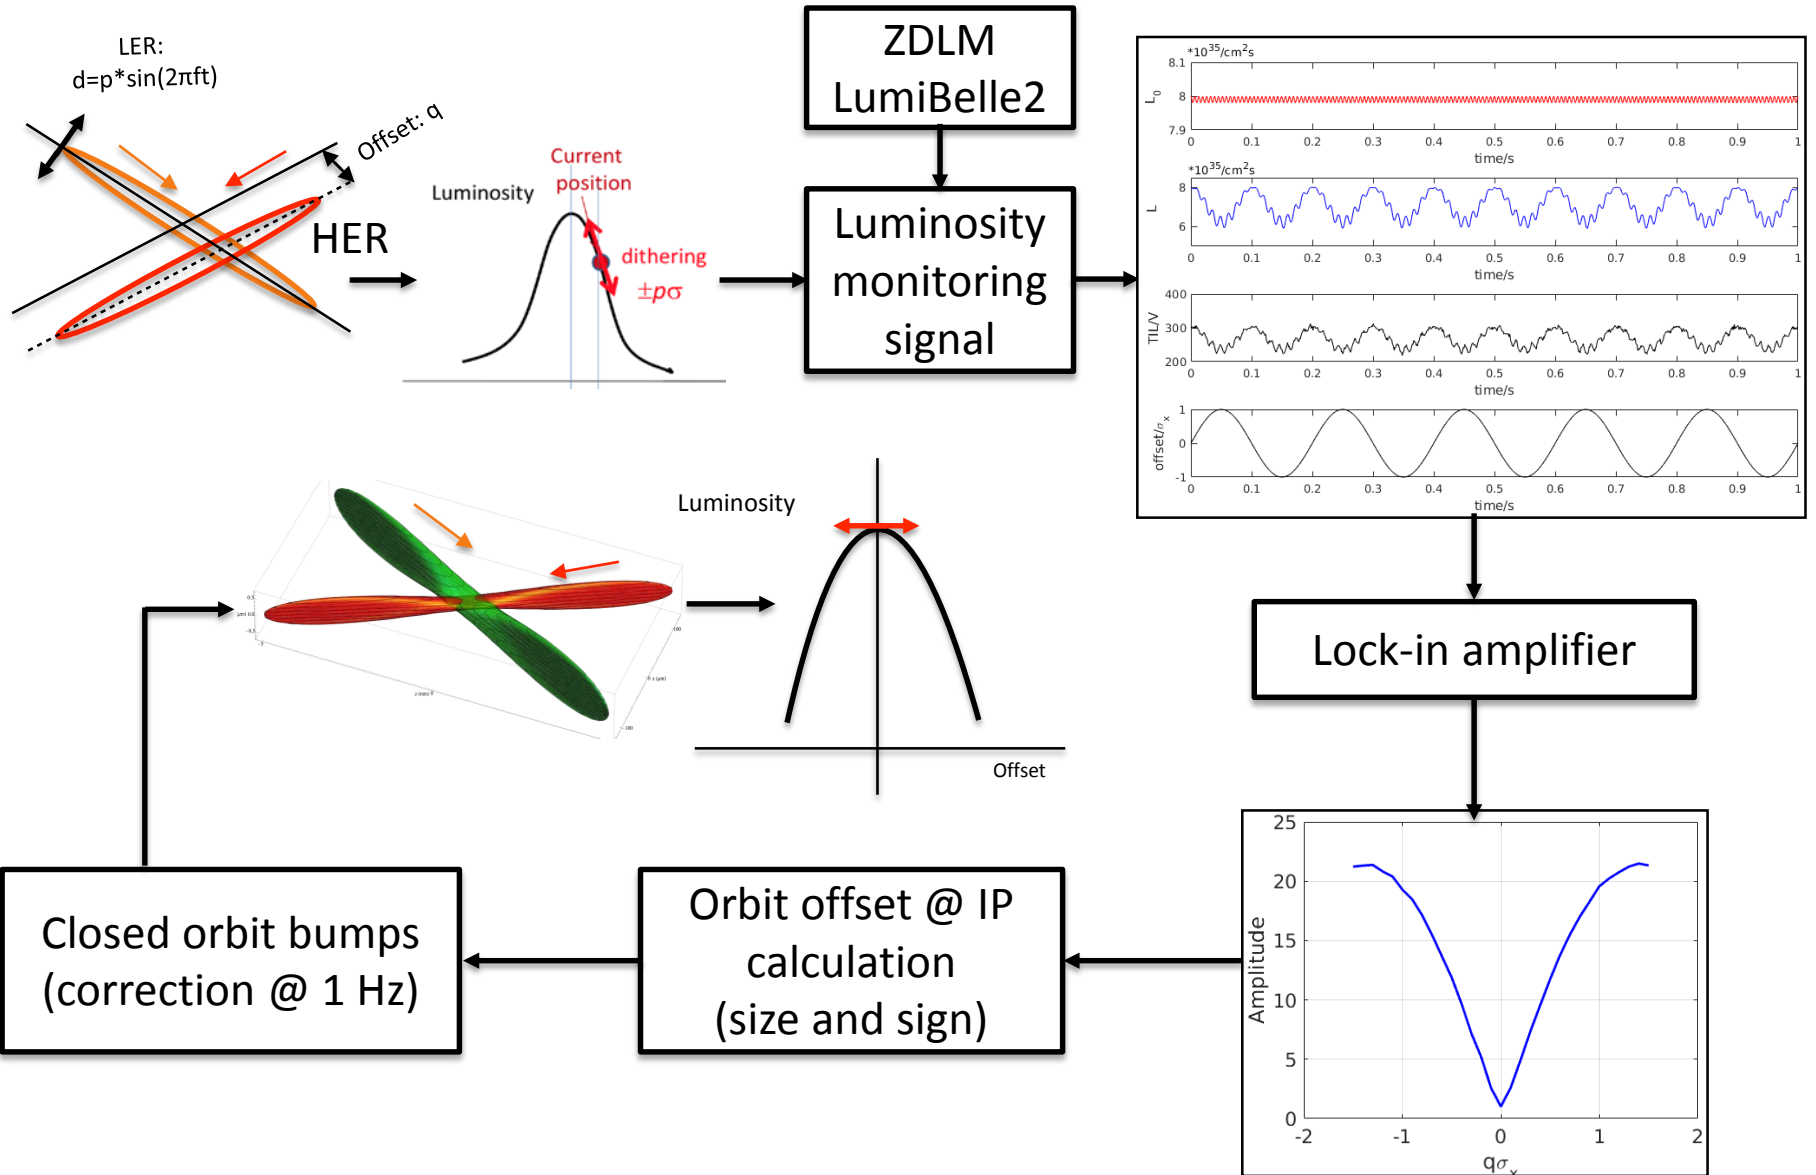 LER:
d=p*sin(2πft)
Offset: q
HER
Luminosity
Current
position
dithering
±pσ
ZDLM
LumiBelle2
Luminosity
monitoring
signal
*10³⁵/cm²s
8.1
8
7.9
L₀
0 0.1 0.2 0.3 0.4 0.5 0.6 0.7 0.8 0.9 1
time/s
*10³⁵/cm²s
8
6
L
0 0.1 0.2 0.3 0.4 0.5 0.6 0.7 0.8 0.9 1
time/s
400
300
200
TIL/V
0 0.1 0.2 0.3 0.4 0.5 0.6 0.7 0.8 0.9 1
time/s
1
0
-1
offset/σₓ
0 0.1 0.2 0.3 0.4 0.5 0.6 0.7 0.8 0.9 1
time/s
Luminosity
Offset
Lock-in amplifier
25
20
15
10
5
0
Amplitude
-2 -1 0 1 2
qσₓ
Orbit offset @ IP
calculation
(size and sign)
Closed orbit bumps
(correction @ 1 Hz)